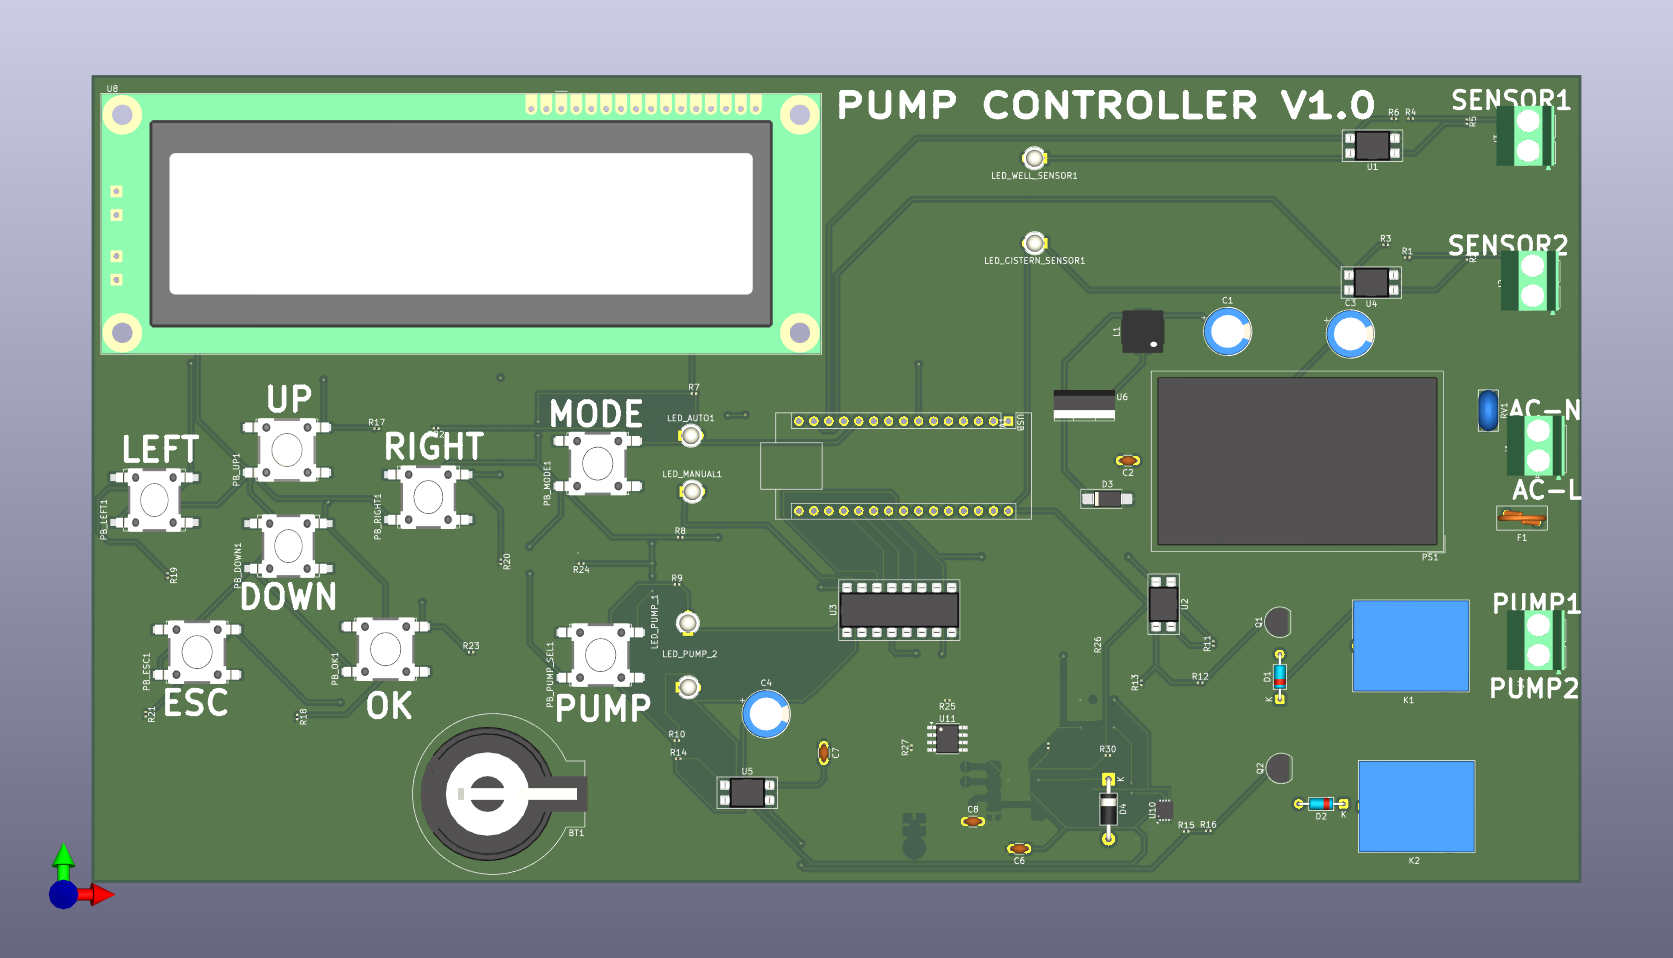 U8
PUMP CONTROLLER V1.0
SENSOR1
R6
R4
R5
U1
LED_WELL_SENSOR1
SENSOR2
R3
R1
LED_CISTERN_SENSOR1
U4
C1
C3
L1
R7
U6
RV1
AC-N
UP
MODE
LED_AUTO1
USB
R17
LEFT
RIGHT
PB_UP1
LED_MANUAL1
PB_MODE1
C2
D3
AC-L
PB_LEFT1
PB_RIGHT1
R8
F1
PS1
PB_DOWN1
R19
R20
R24
R9
DOWN
LED_PUMP_1
U3
U2
PUMP1
Q1
R11
R26
R23
LED_PUMP_2
PB_ESC1
PB_OK1
PB_PUMP_SEL1
R13
R12
D1
K
K1
PUMP2
ESC
OK
PUMP
C4
R21
R18
R25
U11
R10
R27
R14
C7
R30
Q2
U5
K
D4
U10
C8
R15
R16
D2
K
BT1
C6
K2